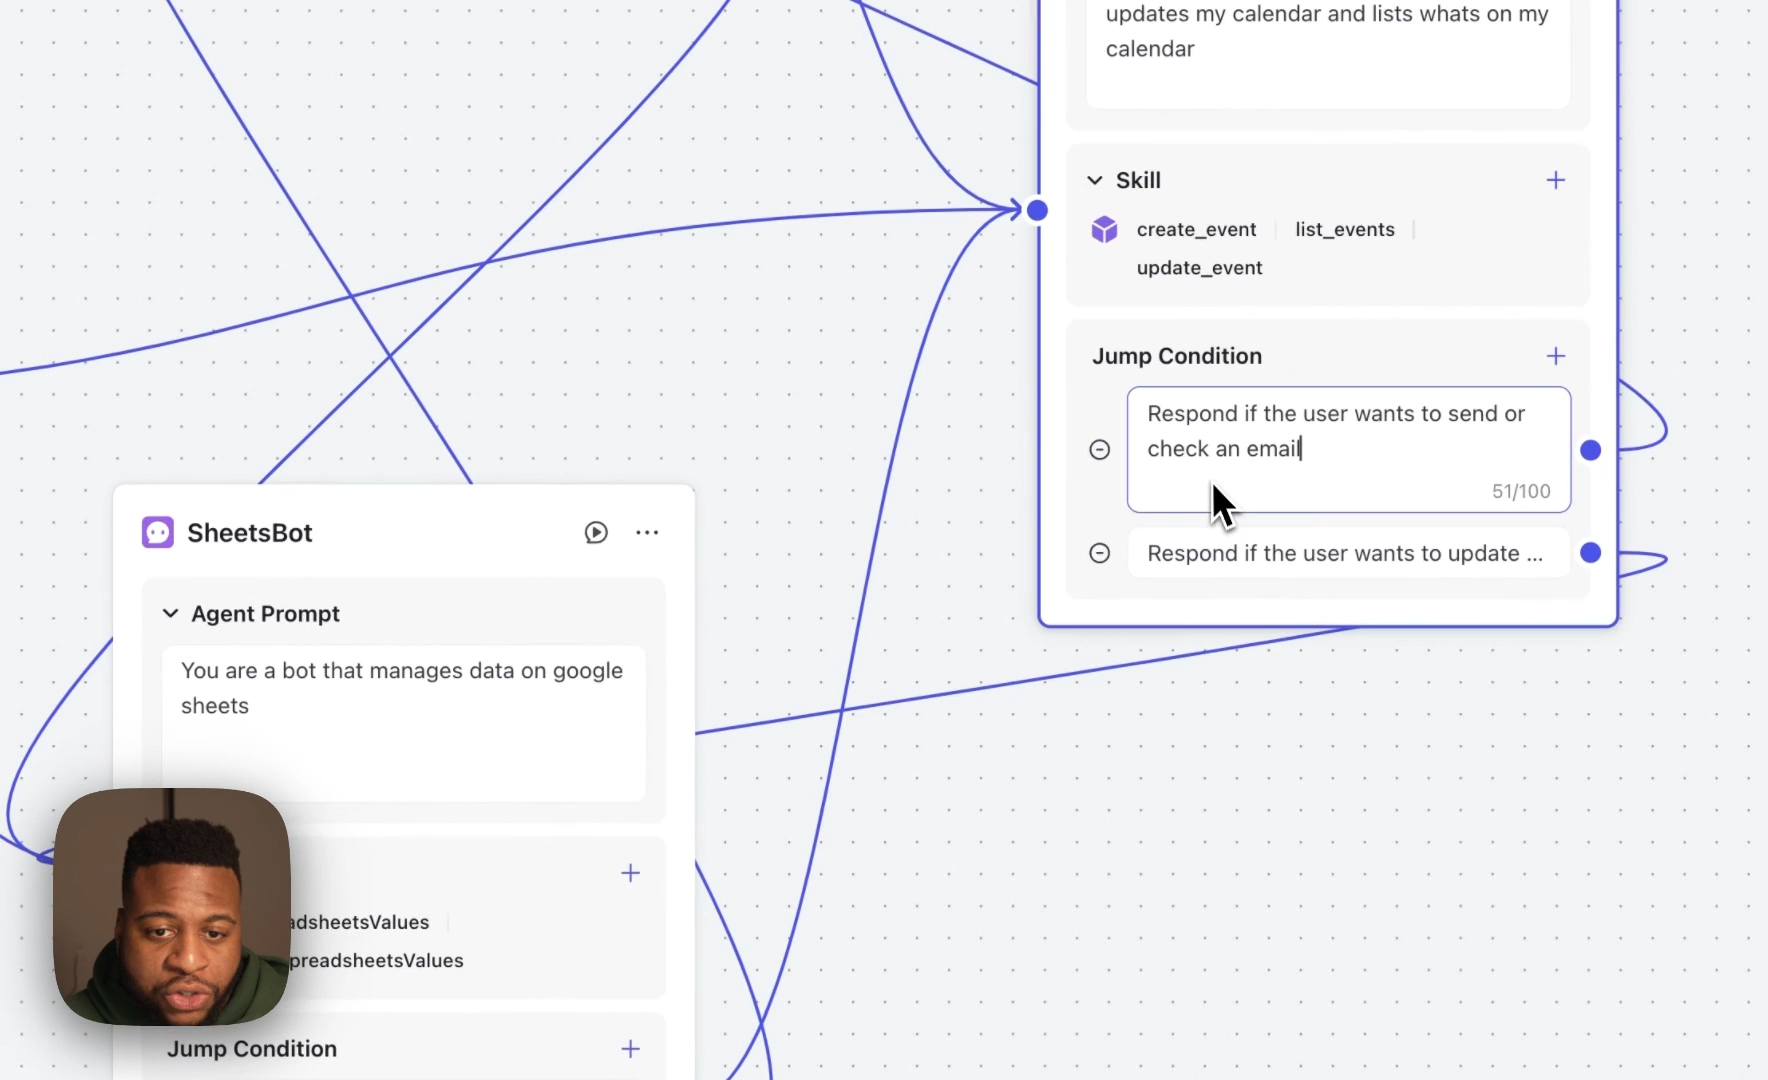 updates my calendar and lists whats on my
calendar
Skill
create_event
list_events
update_event
Jump Condition
Respond if the user wants to send or
check an email
51/100
Respond if the user wants to update ...
SheetsBot
Agent Prompt
You are a bot that manages data on google
sheets
adsheetsValues
preadsheetsValues
Jump Condition